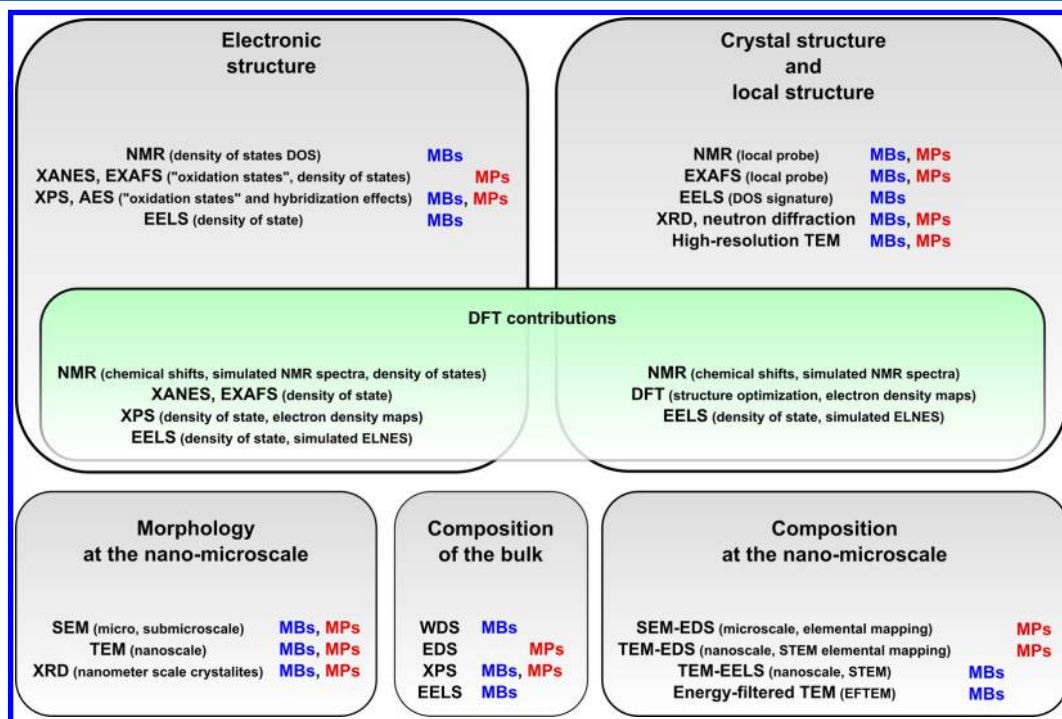 Electronic
structure
NMR (density of states DOS) MBs
XANES, EXAFS ("oxidation states", density of states) MPs
XPS, AES ("oxidation states" and hybridization effects) MBs, MPs
EELS (density of state) MBs
Crystal structure
and
local structure
NMR (local probe) MBs, MPs
EXAFS (local probe) MBs, MPs
EELS (DOS signature) MBs
XRD, neutron diffraction MBs, MPs
High-resolution TEM MBs, MPs
DFT contributions
NMR (chemical shifts, simulated NMR spectra, density of states)
XANES, EXAFS (density of state)
XPS (density of state, electron density maps)
EELS (density of state, simulated ELNES)
NMR (chemical shifts, simulated NMR spectra)
DFT (structure optimization, electron density maps)
EELS (density of state, simulated ELNES)
Morphology
at the nano-microscale
SEM (micro, submicroscale) MBs, MPs
TEM (nanoscale) MBs, MPs
XRD (nanometer scale crystalites) MBs, MPs
Composition
of the bulk
WDS MBs
EDS MPs
XPS MBs, MPs
EELS MBs
Composition
at the nano-microscale
SEM-EDS (microscale, elemental mapping) MPs
TEM-EDS (nanoscale, STEM elemental mapping) MPs
TEM-EELS (nanoscale, STEM) MBs
Energy-filtered TEM (EFTEM) MBs